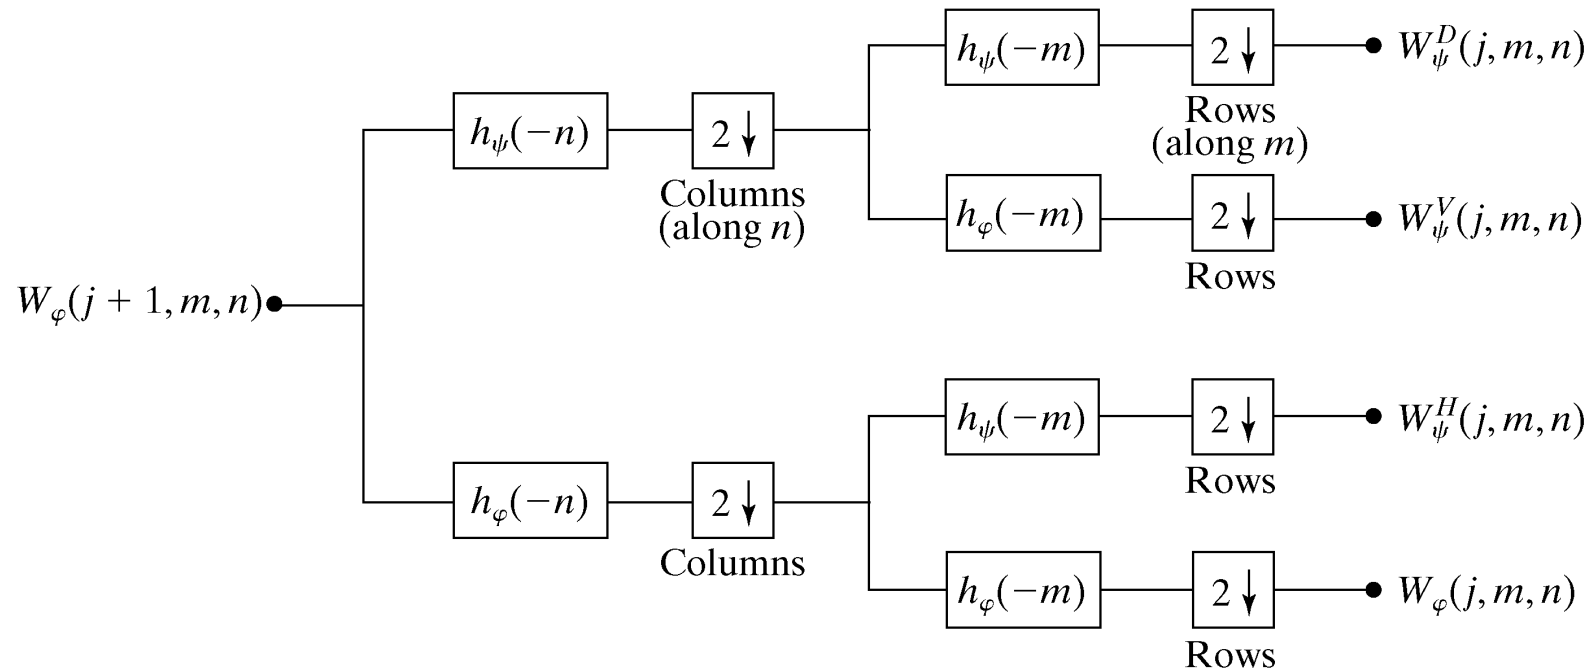 h_ψ(−m)
2↓
W_ψ^D(j, m, n)
Rows
(along m)
h_ψ(−n)
2↓
Columns
(along n)
h_φ(−m)
2↓
W_ψ^V(j, m, n)
Rows
W_φ(j + 1, m, n)
h_ψ(−m)
2↓
W_ψ^H(j, m, n)
Rows
h_φ(−n)
2↓
Columns
h_φ(−m)
2↓
W_φ(j, m, n)
Rows